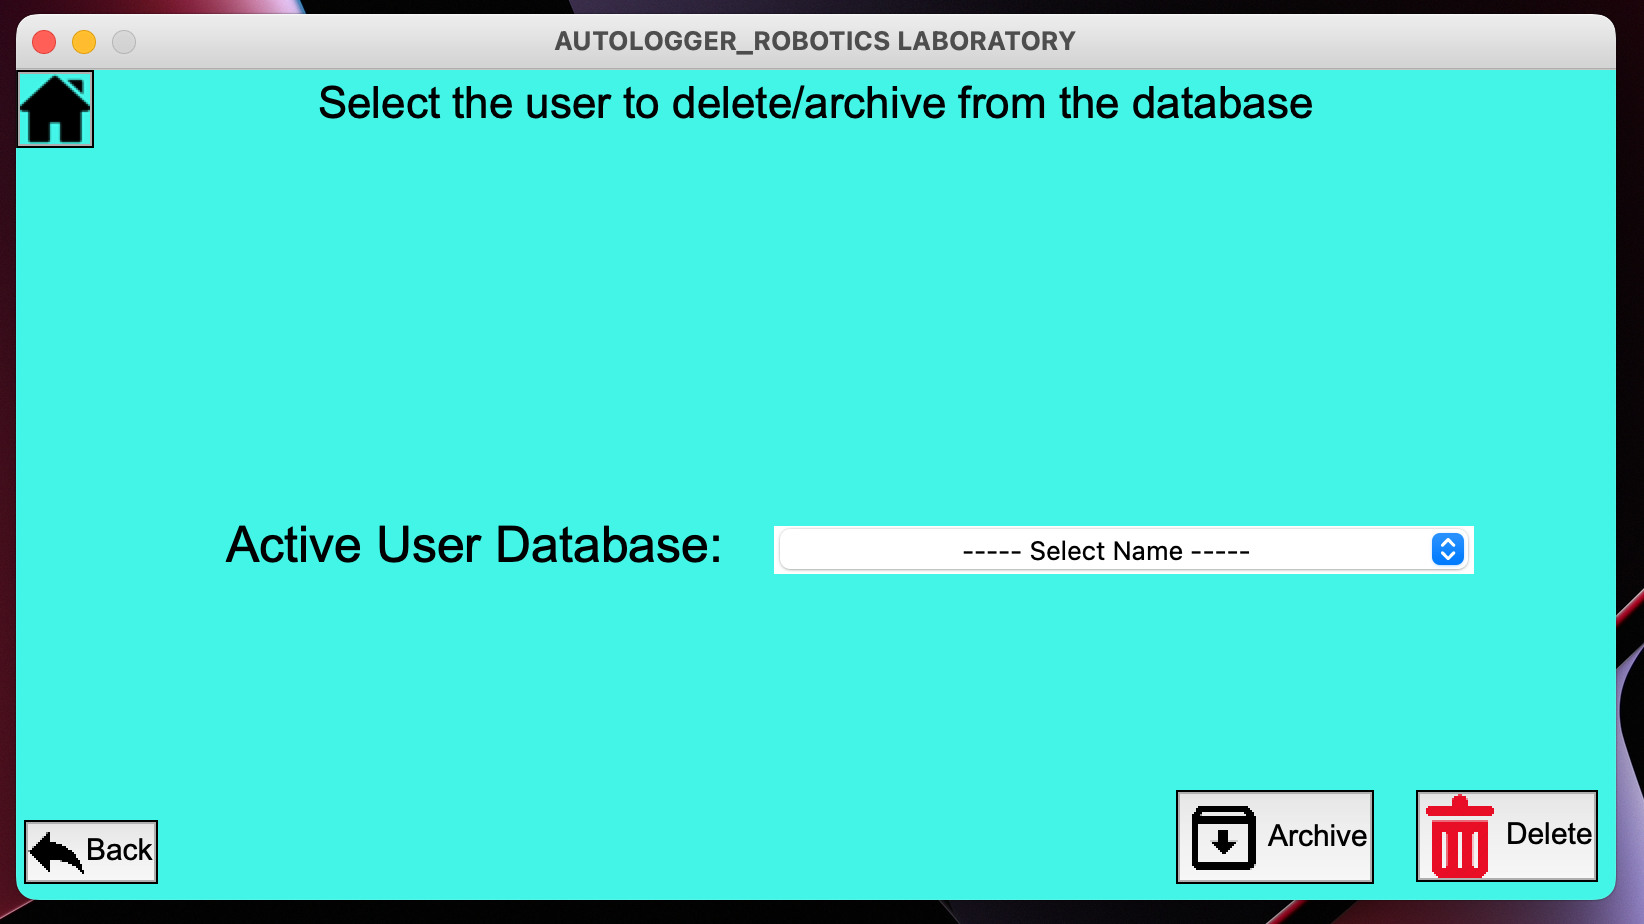 AUTOLOGGER_ROBOTICS LABORATORY
Select the user to delete/archive from the database
Active User Database:
----- Select Name -----
Back
Archive
Delete